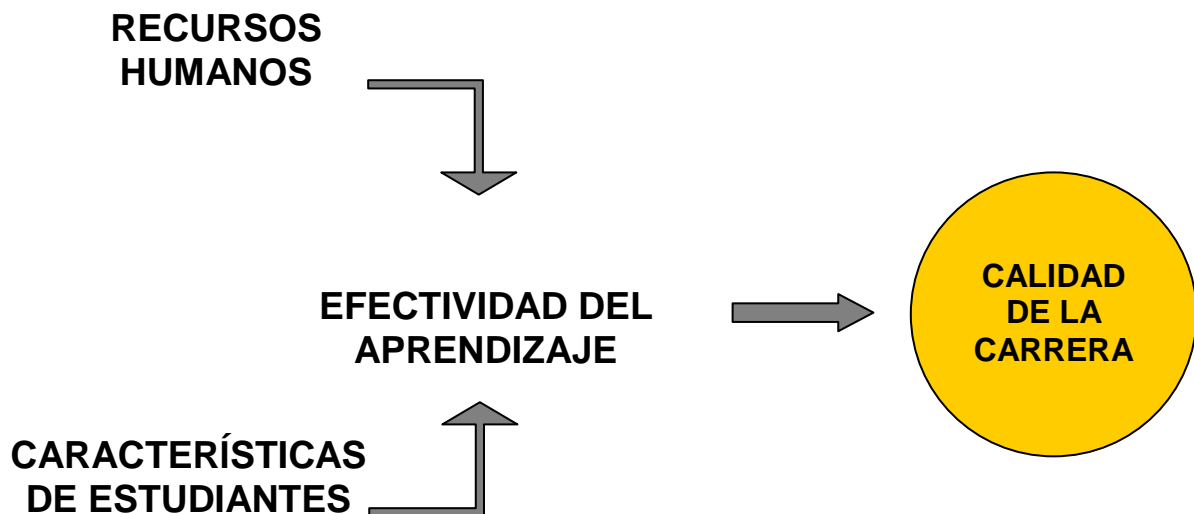 RECURSOS
HUMANOS
EFECTIVIDAD DEL
APRENDIZAJE
CALIDAD
DE LA
CARRERA
CARACTERÍSTICAS
DE ESTUDIANTES